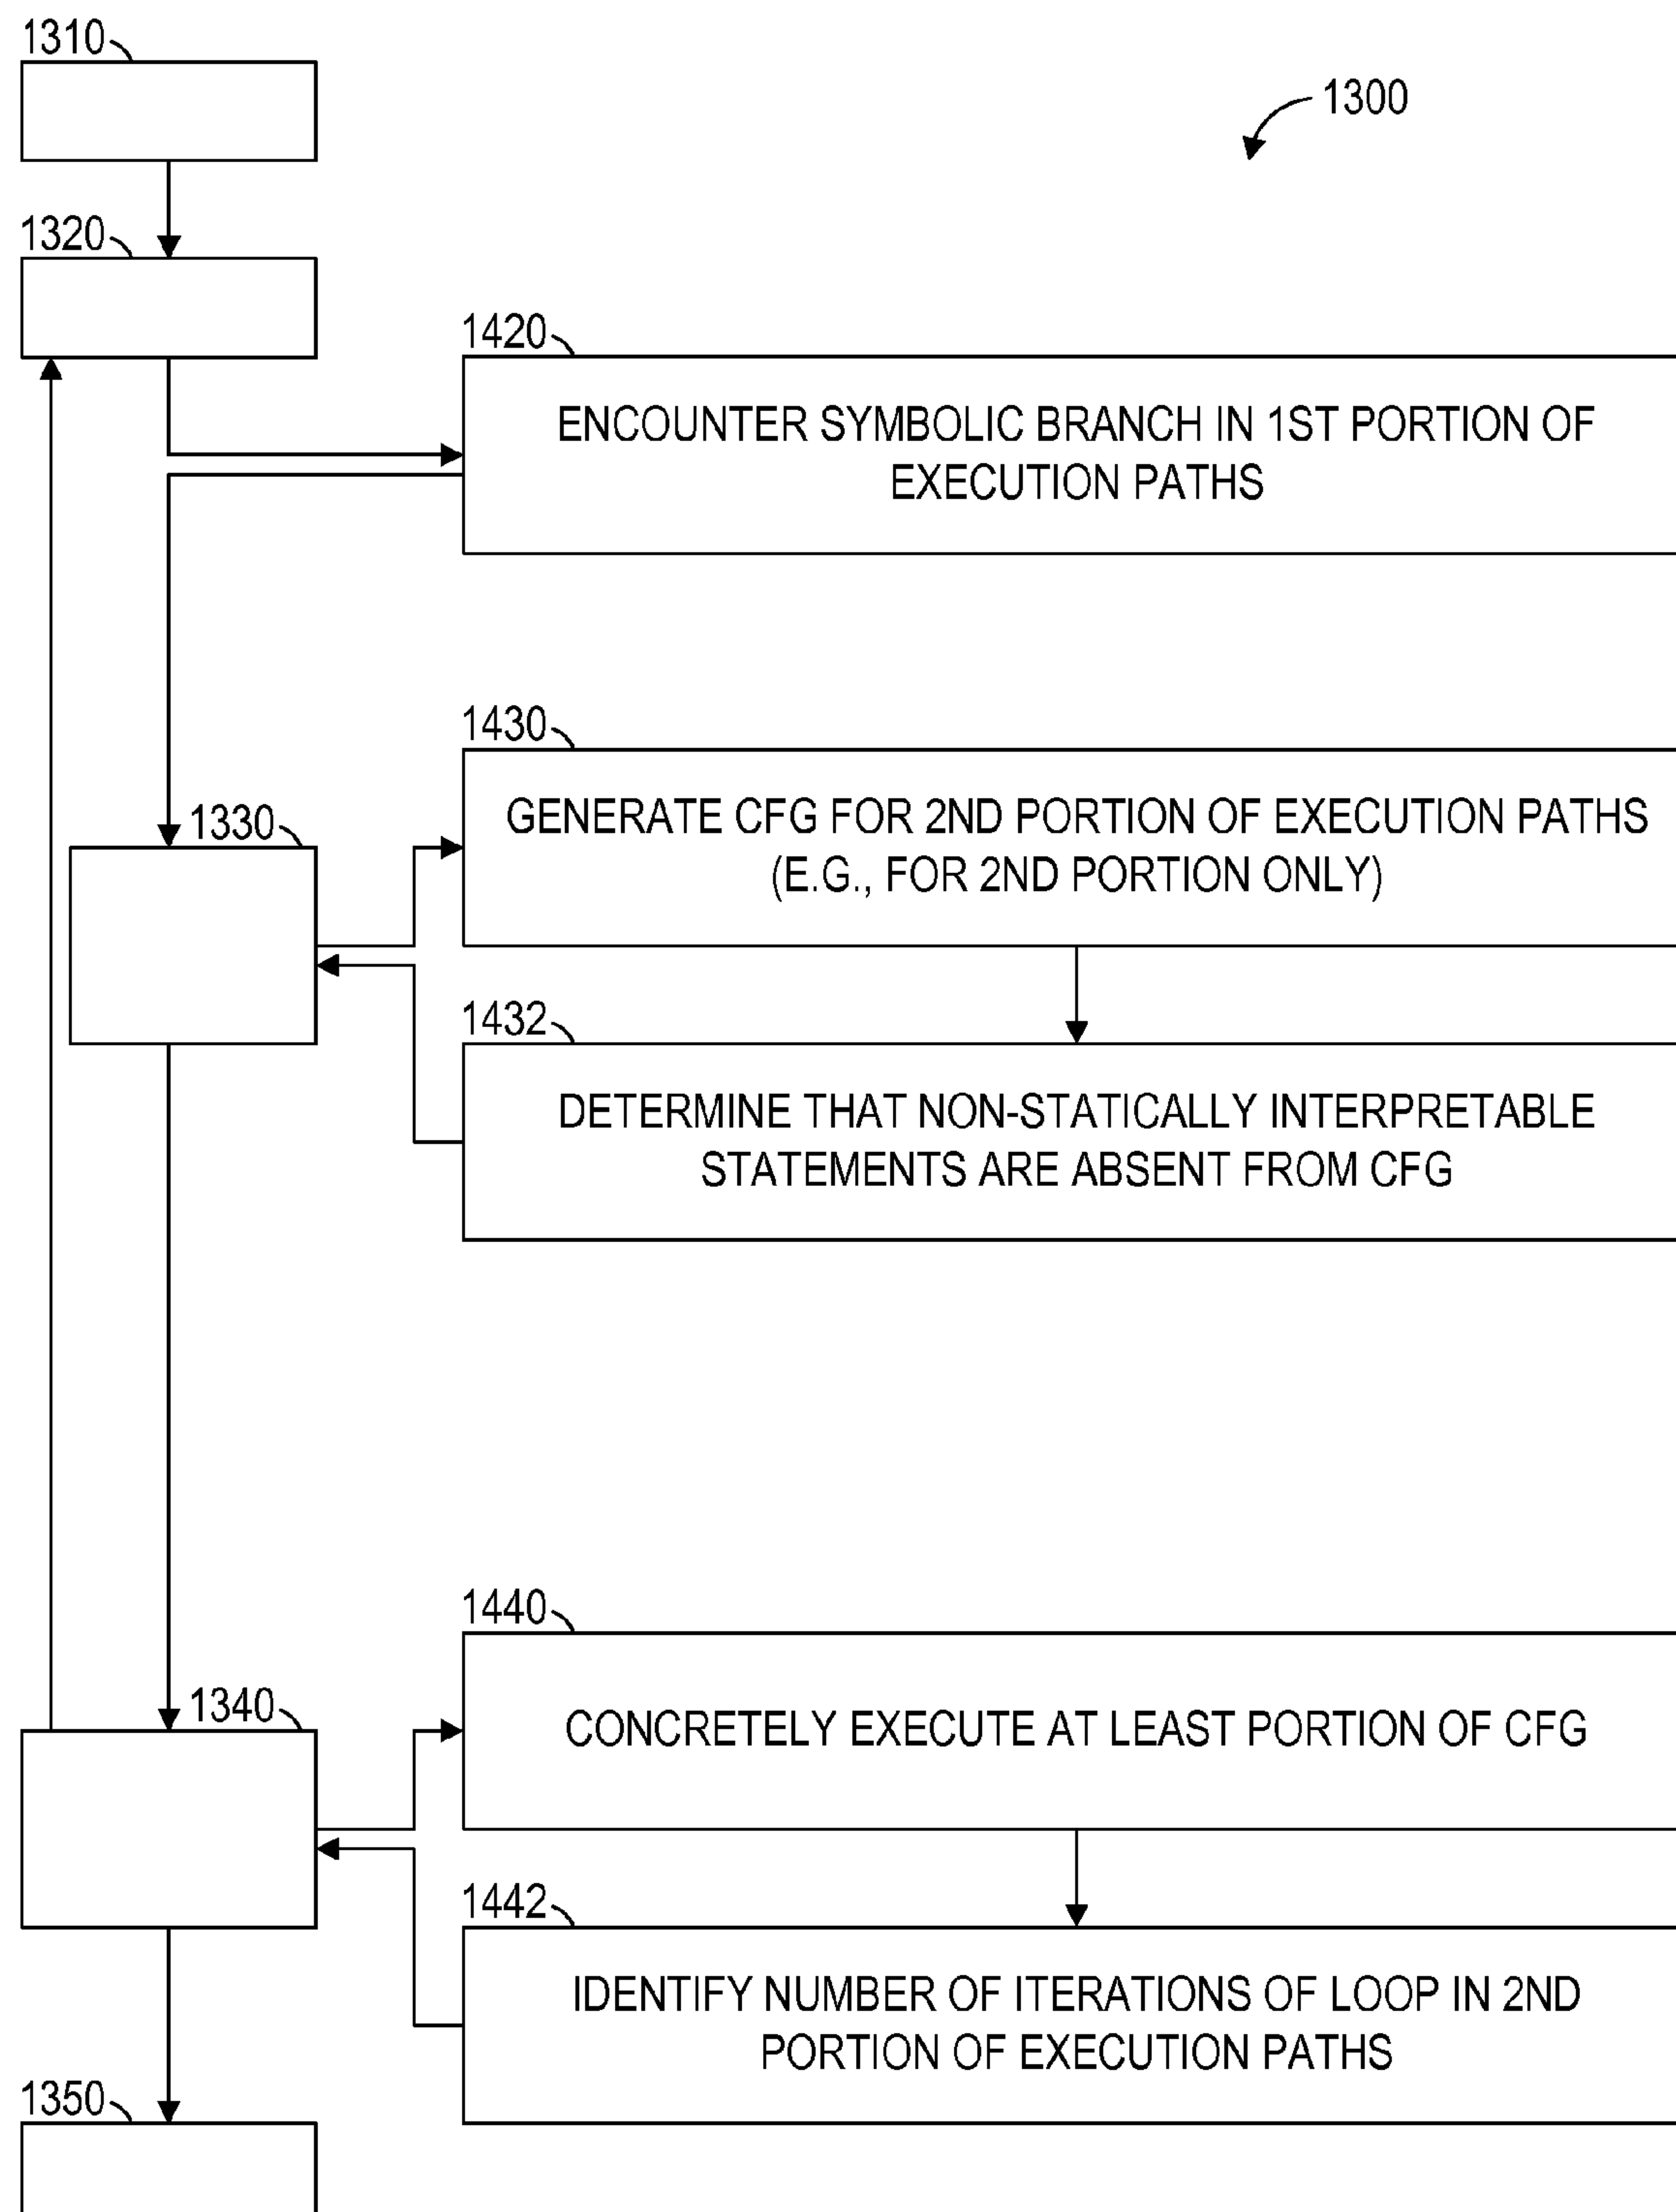 1310
1300
1320
1420
ENCOUNTER SYMBOLIC BRANCH IN 1ST PORTION OF
EXECUTION PATHS
1430
GENERATE CFG FOR 2ND PORTION OF EXECUTION PATHS
(E.G., FOR 2ND PORTION ONLY)
1330
1432
DETERMINE THAT NON-STATICALLY INTERPRETABLE
STATEMENTS ARE ABSENT FROM CFG
1440
CONCRETELY EXECUTE AT LEAST PORTION OF CFG
1340
1442
IDENTIFY NUMBER OF ITERATIONS OF LOOP IN 2ND
PORTION OF EXECUTION PATHS
1350